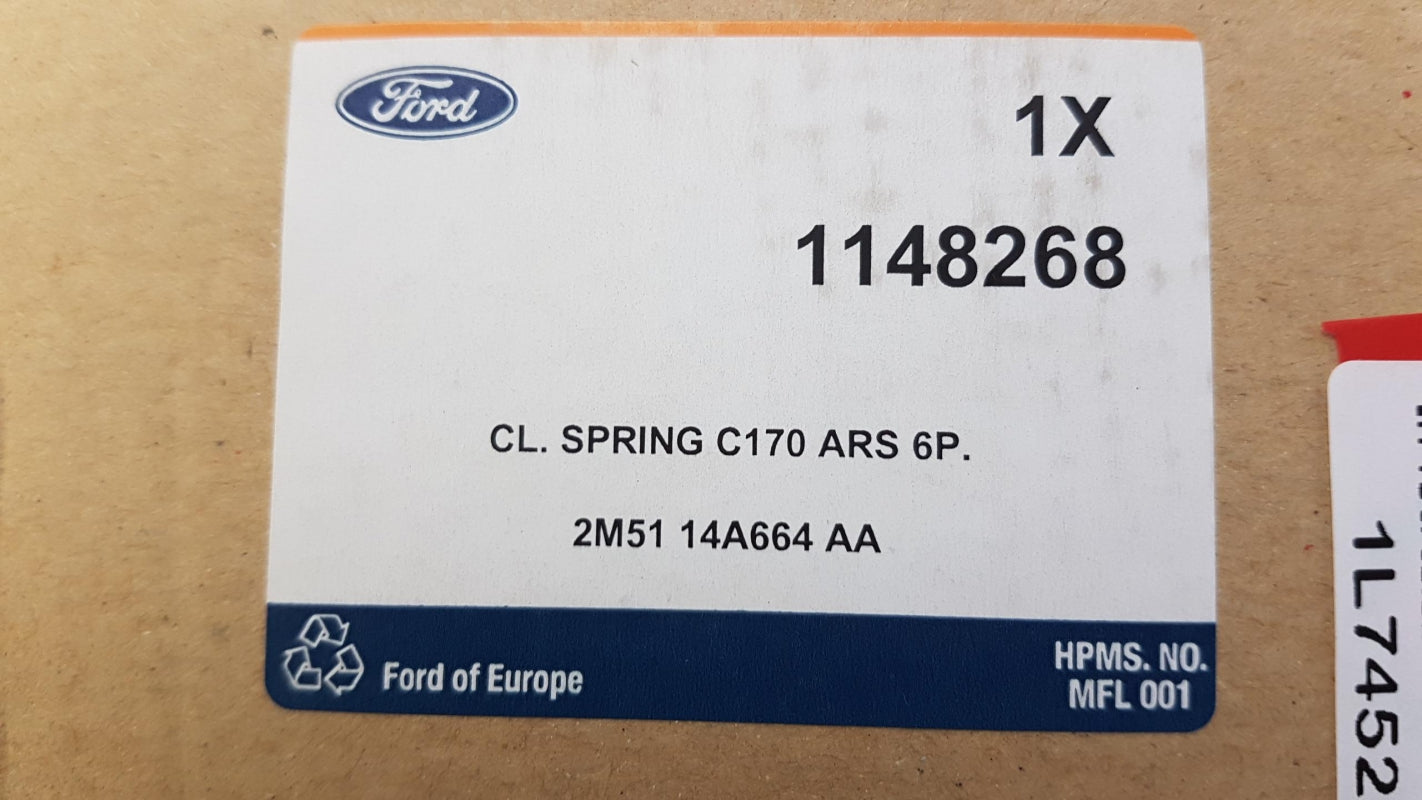 Ford
1X
1148268
CL. SPRING C170 ARS 6P.
2M51 14A664 AA
Ford of Europe
HPMS. NO.
MFL 001
1L7452